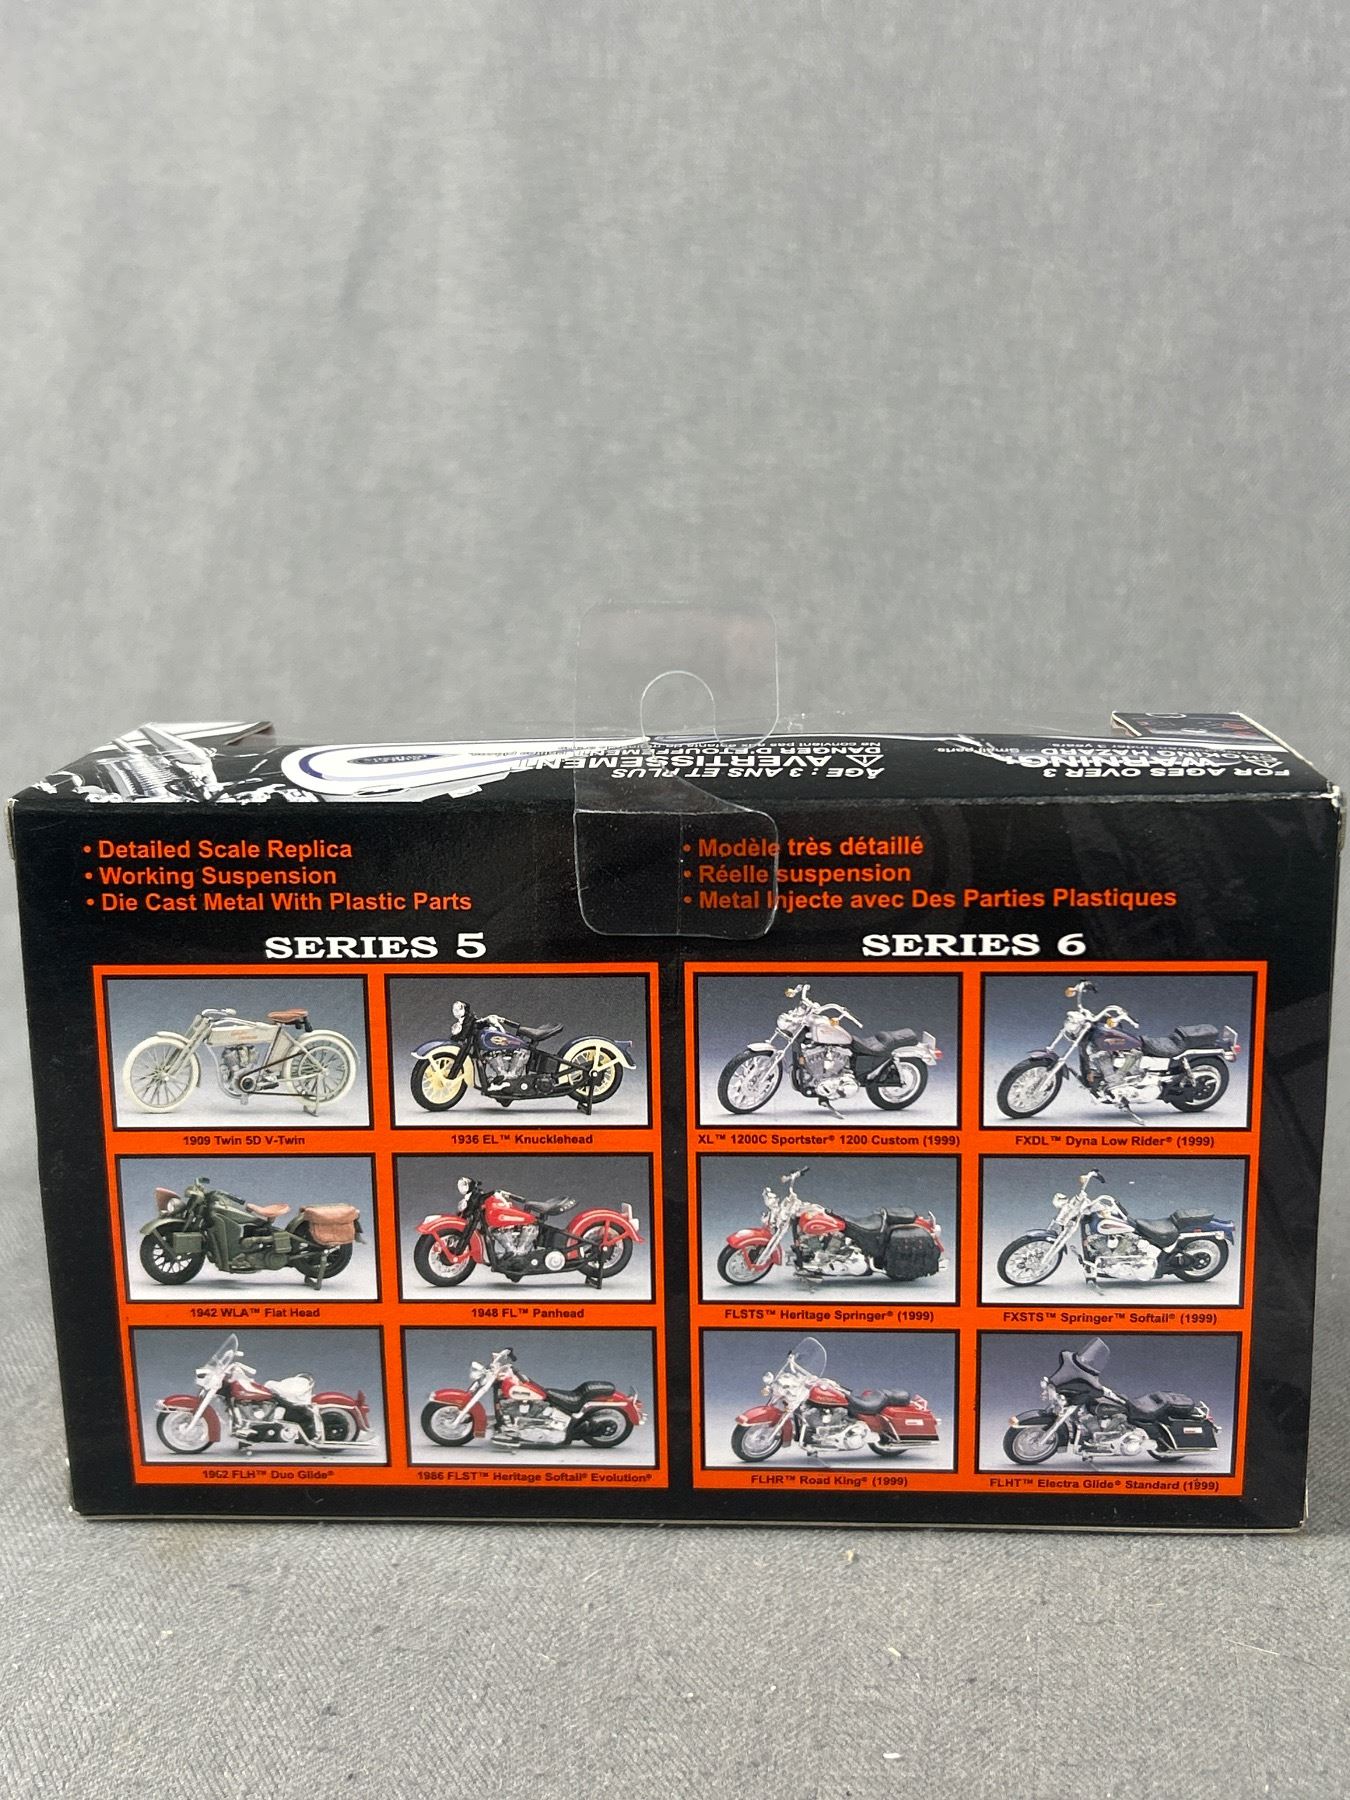 FOR AGES OVER 3
WARNING:
AGE : 3 ANS ET PLUS
AVERTISSEMENT
DANGER D'ETOUFFEMENT
• Detailed Scale Replica
• Working Suspension
• Die Cast Metal With Plastic Parts
• Modèle très détaillé
• Réelle suspension
• Metal Injecte avec Des Parties Plastiques
SERIES 5
1909 Twin 5D V-Twin
1936 EL™ Knucklehead
1942 WLA™ Flat Head
1948 FL™ Panhead
1962 FLH™ Duo Glide®
1986 FLST™ Heritage Softail® Evolution®
SERIES 6
XL™ 1200C Sportster® 1200 Custom (1999)
FXDL™ Dyna Low Rider® (1999)
FLSTS™ Heritage Springer® (1999)
FXSTS™ Springer™ Softail® (1999)
FLHR™ Road King® (1999)
FLHT™ Electra Glide® Standard (1999)